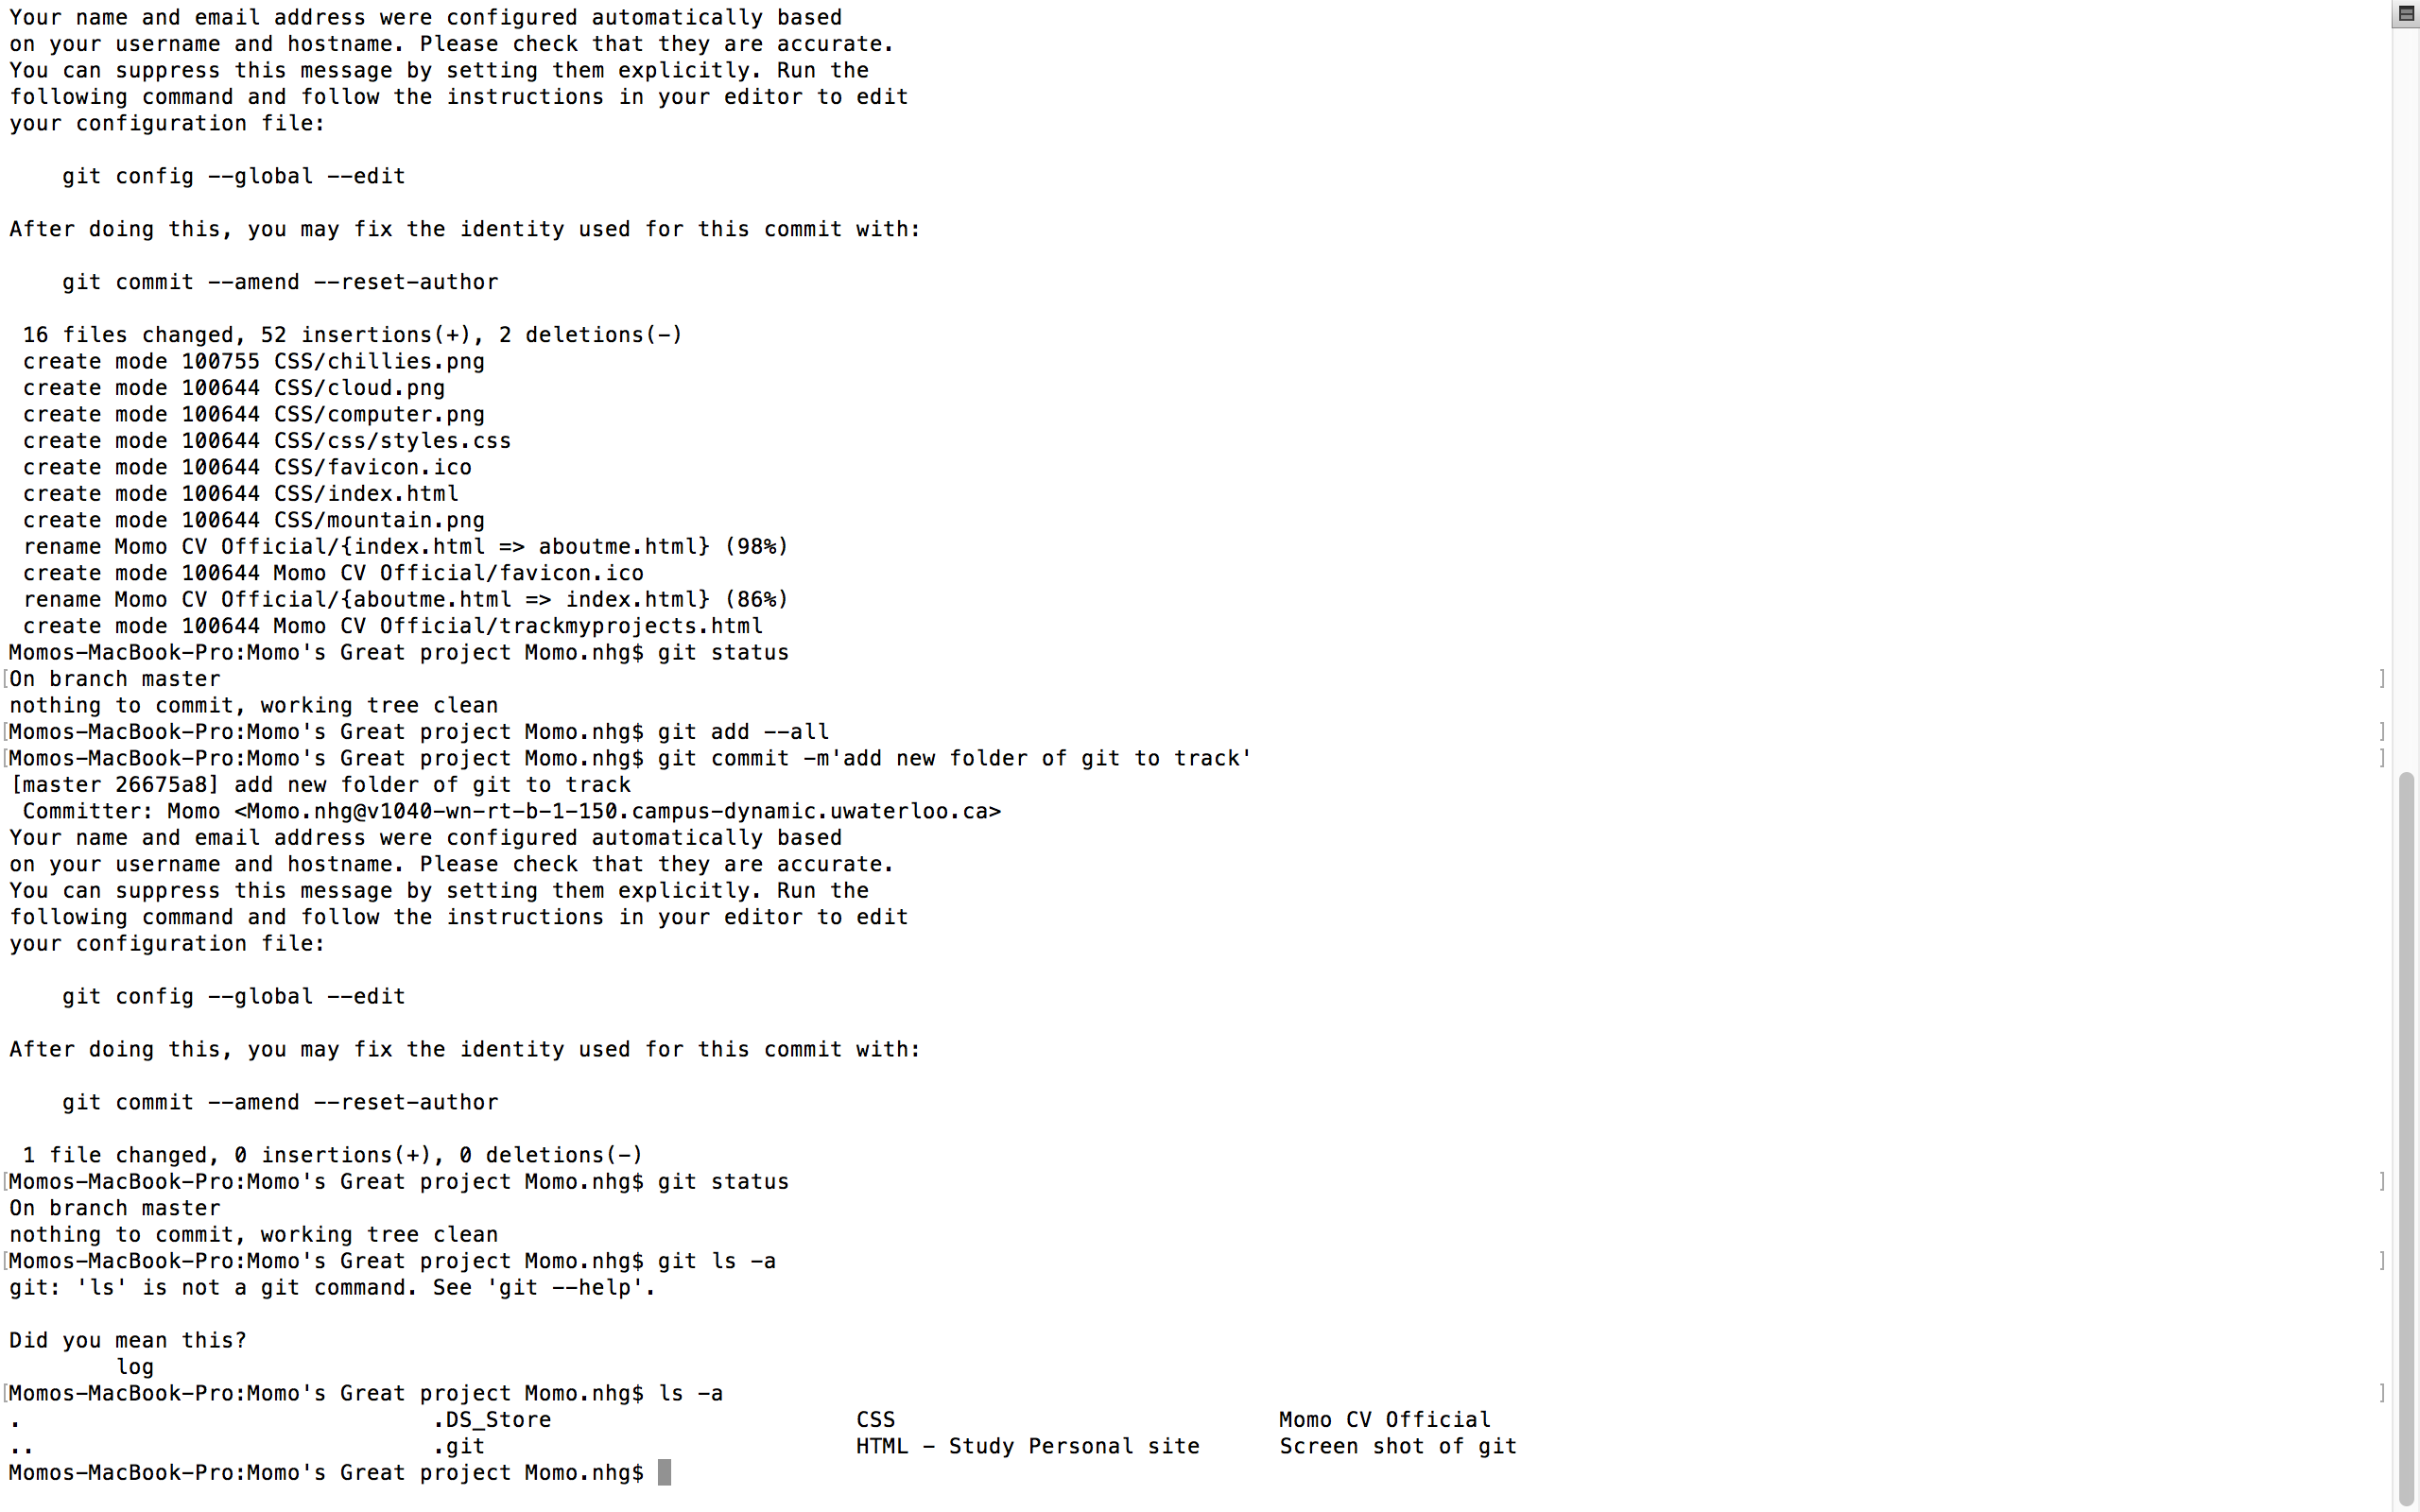 Your name and email address were configured automatically based
on your username and hostname. Please check that they are accurate.
You can suppress this message by setting them explicitly. Run the
following command and follow the instructions in your editor to edit
your configuration file:
git config --global --edit
After doing this, you may fix the identity used for this commit with:
git commit --amend --reset-author
16 files changed, 52 insertions(+), 2 deletions(-)
create mode 100755 CSS/chillies.png
create mode 100644 CSS/cloud.png
create mode 100644 CSS/computer.png
create mode 100644 CSS/css/styles.css
create mode 100644 CSS/favicon.ico
create mode 100644 CSS/index.html
create mode 100644 CSS/mountain.png
rename Momo CV Official/{index.html => aboutme.html} (98%)
create mode 100644 Momo CV Official/favicon.ico
rename Momo CV Official/{aboutme.html => index.html} (86%)
create mode 100644 Momo CV Official/trackmyprojects.html
Momos-MacBook-Pro:Momo's Great project Momo.nhg$ git status
[On branch master ]
nothing to commit, working tree clean
[Momos-MacBook-Pro:Momo's Great project Momo.nhg$ git add --all ]
[Momos-MacBook-Pro:Momo's Great project Momo.nhg$ git commit -m'add new folder of git to track' ]
[master 26675a8] add new folder of git to track
Committer: Momo <Momo.nhg@v1040-wn-rt-b-1-150.campus-dynamic.uwaterloo.ca>
Your name and email address were configured automatically based
on your username and hostname. Please check that they are accurate.
You can suppress this message by setting them explicitly. Run the
following command and follow the instructions in your editor to edit
your configuration file:
git config --global --edit
After doing this, you may fix the identity used for this commit with:
git commit --amend --reset-author
1 file changed, 0 insertions(+), 0 deletions(-)
[Momos-MacBook-Pro:Momo's Great project Momo.nhg$ git status ]
On branch master
nothing to commit, working tree clean
[Momos-MacBook-Pro:Momo's Great project Momo.nhg$ git ls -a ]
git: 'ls' is not a git command. See 'git --help'.
Did you mean this?
log
[Momos-MacBook-Pro:Momo's Great project Momo.nhg$ ls -a ]
. .DS_Store CSS Momo CV Official
.. .git HTML - Study Personal site Screen shot of git
Momos-MacBook-Pro:Momo's Great project Momo.nhg$